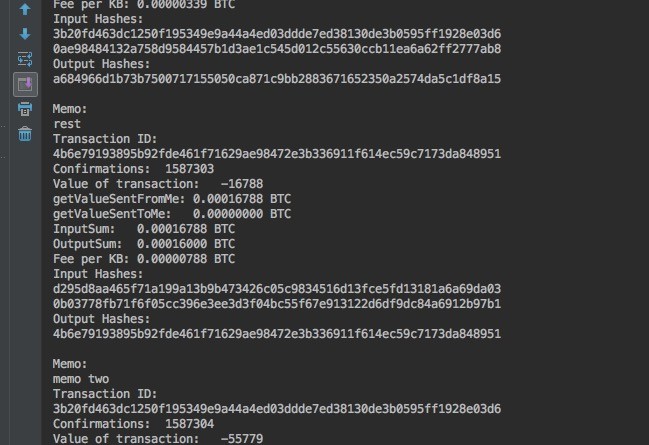 Fee per KB: 0.00000339 BTC
Input Hashes:
3b20fd463dc1250f195349e9a44a4ed03ddde7ed38130de3b0595ff1928e03d6
0ae98484132a758d9584457b1d3ae1c545d012c55630ccb11ea6a62ff2777ab8
Output Hashes:
a684966d1b73b7500717155050ca871c9bb2883671652350a2574da5c1df8a15
Memo:
rest
Transaction ID:
4b6e79193895b92fde461f71629ae98472e3b336911f614ec59c7173da848951
Confirmations:  1587303
Value of transaction:   -16788
getValueSentFromMe: 0.00016788 BTC
getValueSentToMe:   0.00000000 BTC
InputSum:   0.00016788 BTC
OutputSum:  0.00016000 BTC
Fee per KB: 0.00000788 BTC
Input Hashes:
d295d8aa465f71a199a13b9b473426c05c9834516d13fce5fd13181a6a69da03
0b03778fb71f6f05cc396e3ee3d3f04bc55f67e913122d6df9dc84a6912b97b1
Output Hashes:
4b6e79193895b92fde461f71629ae98472e3b336911f614ec59c7173da848951
Memo:
memo two
Transaction ID:
3b20fd463dc1250f195349e9a44a4ed03ddde7ed38130de3b0595ff1928e03d6
Confirmations:  1587304
Value of transaction:   -55779